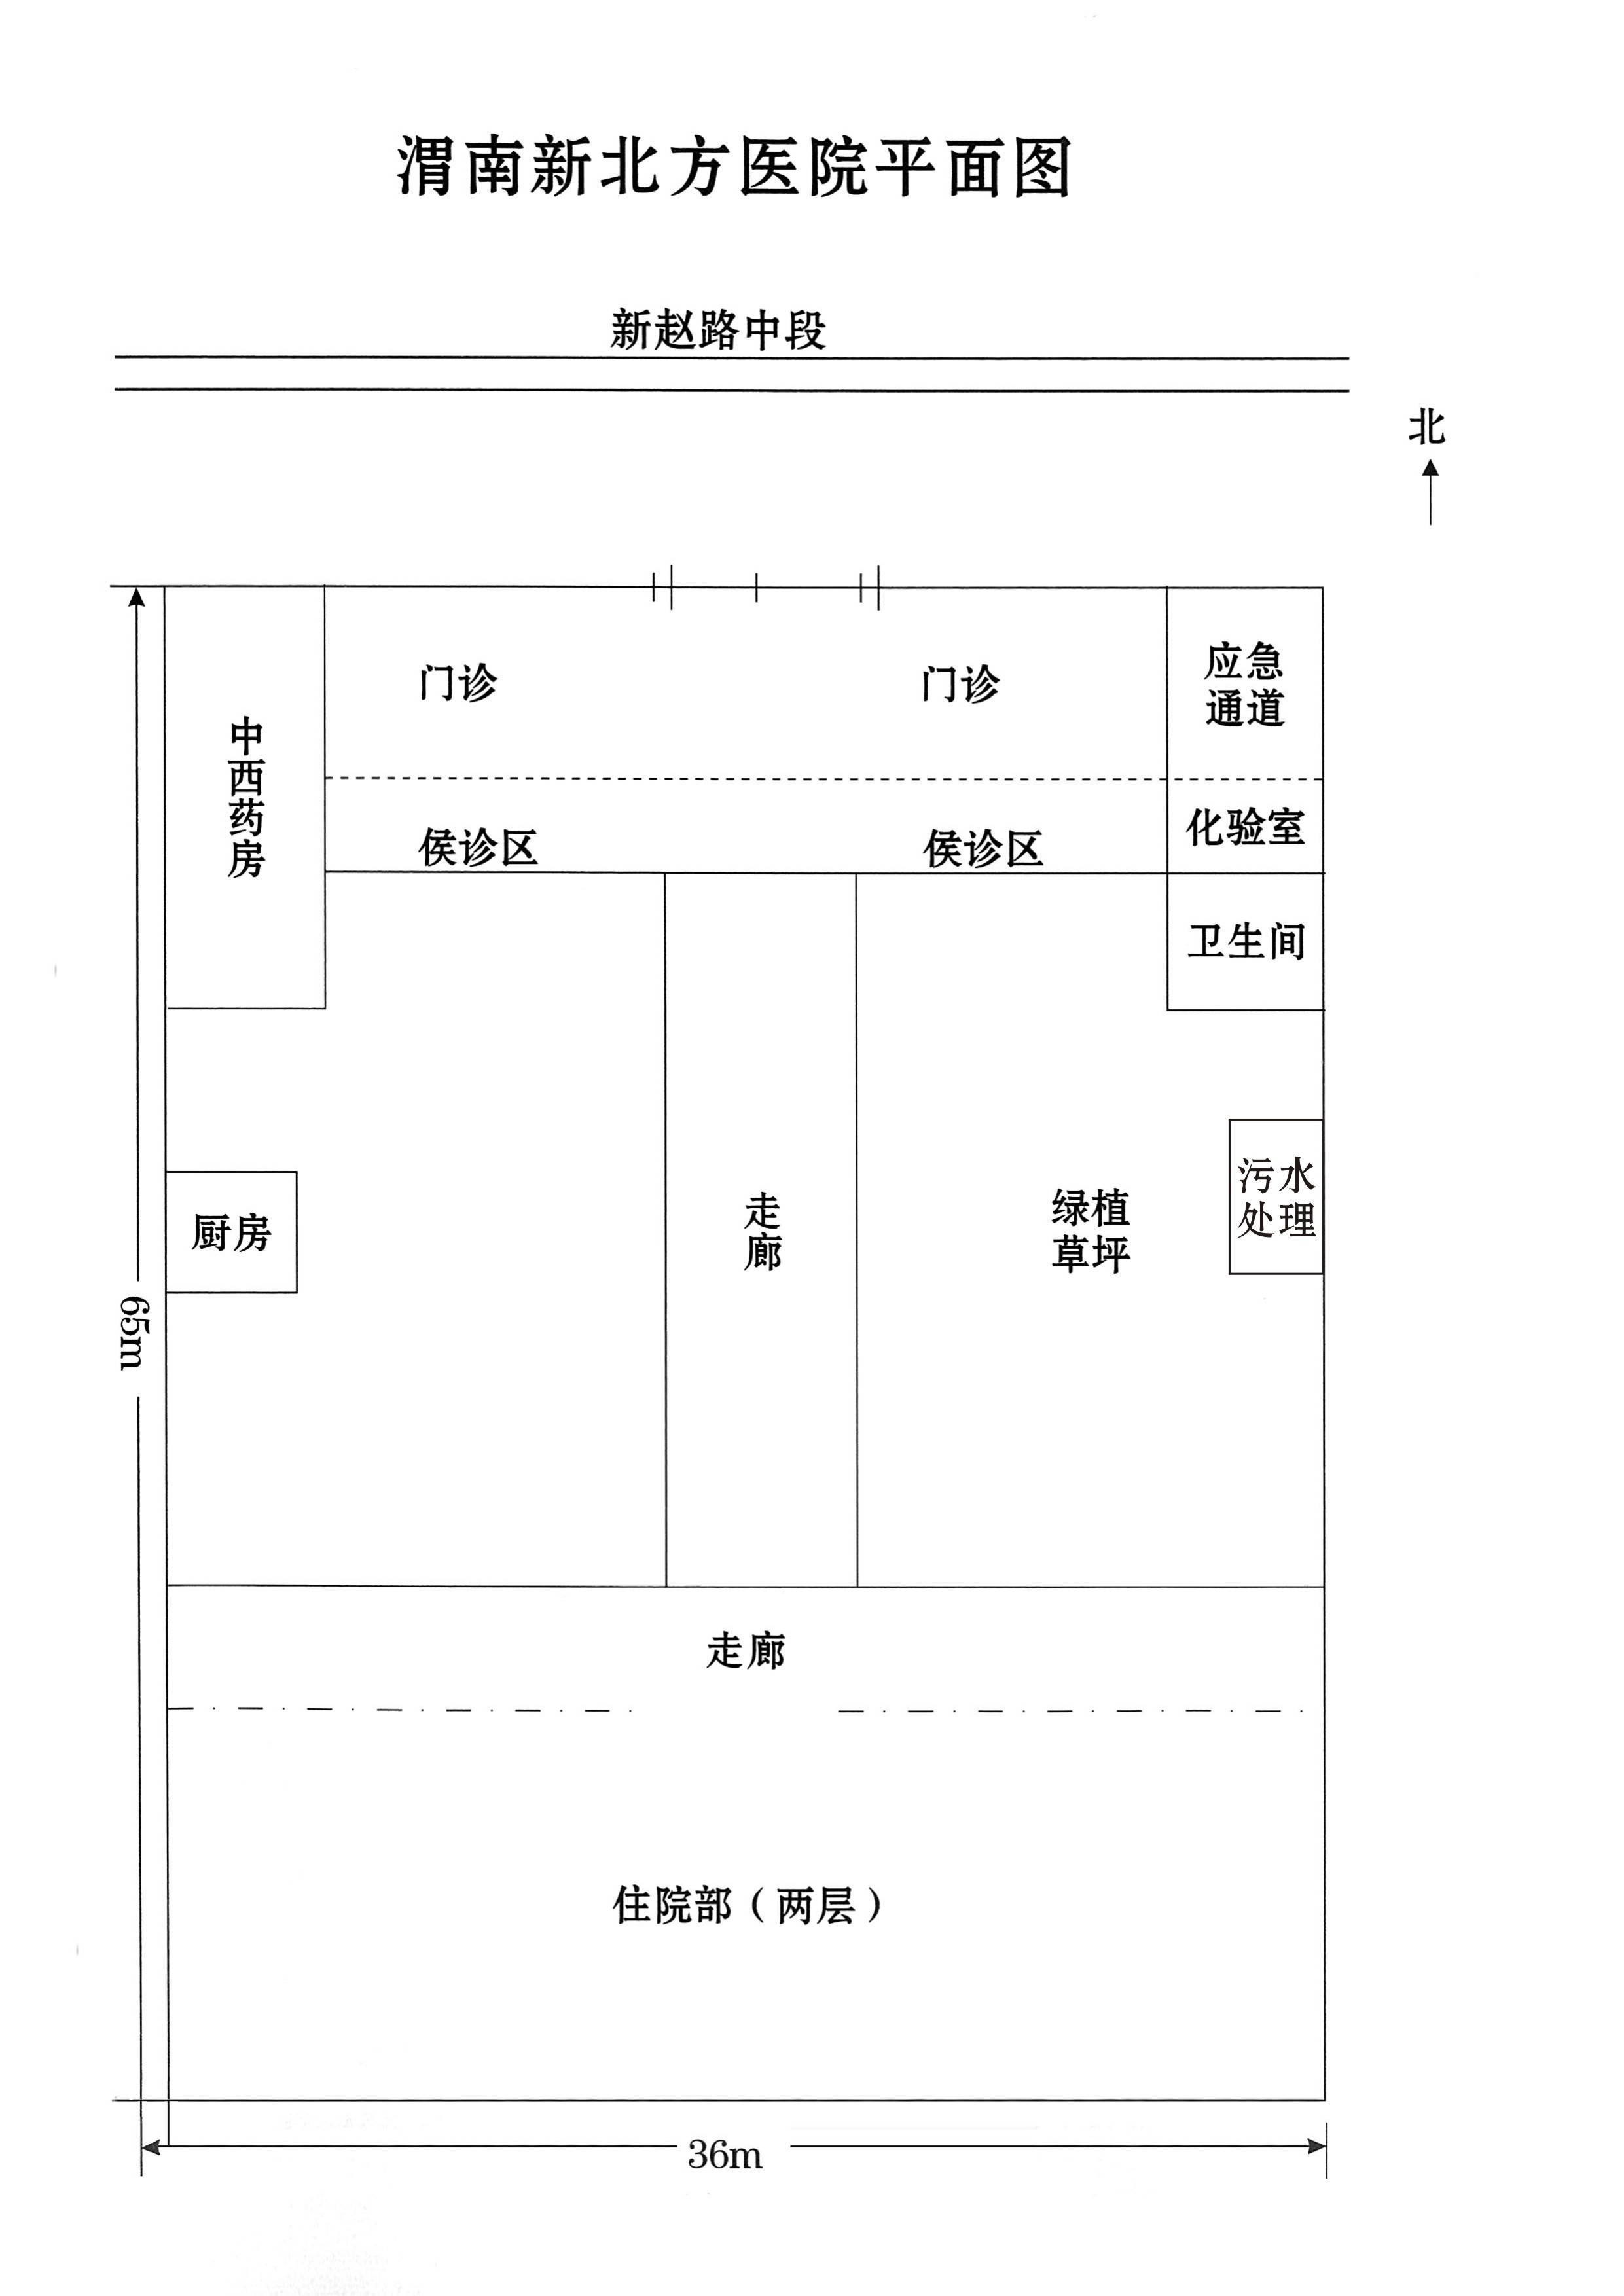 渭南新北方医院平面图
新赵路中段
北
门诊
门诊
应急
通道
中西药房
侯诊区
侯诊区
化验室
卫生间
污水
处理
厨房
走廊
绿植
草坪
65m
走廊
住院部（两层）
36m